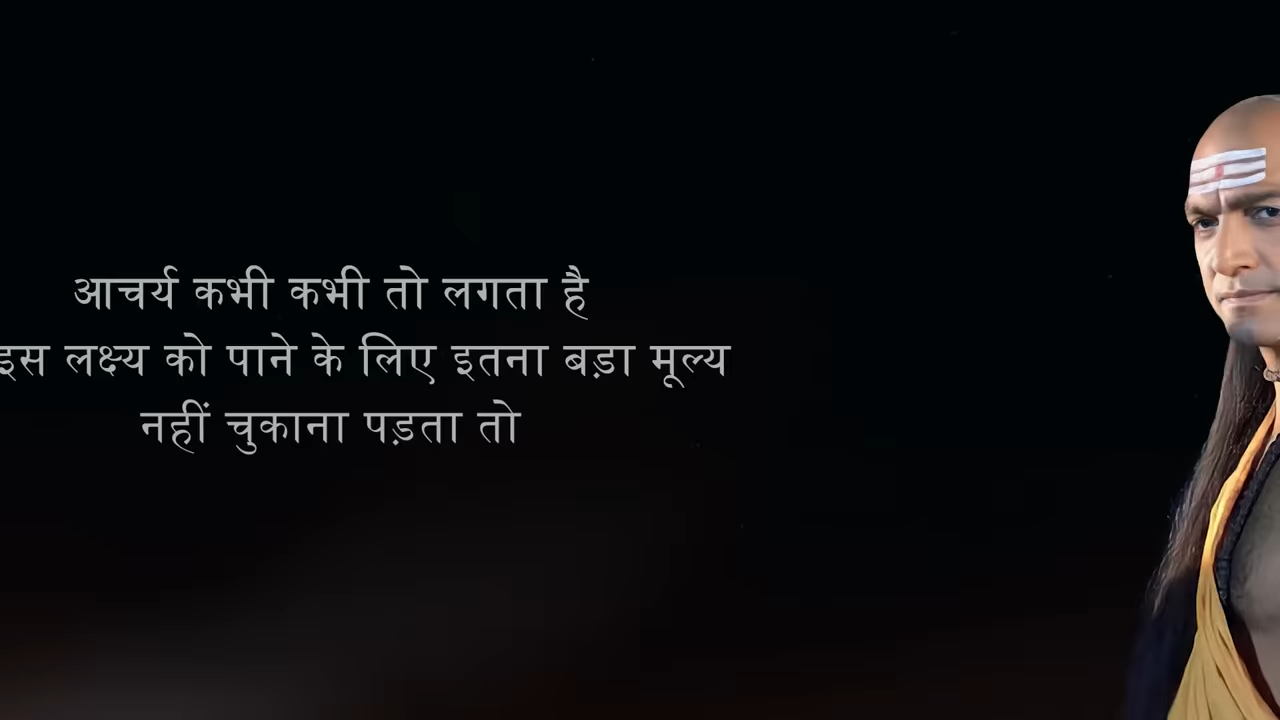 आचर्य कभी कभी तो लगता है
इस लक्ष्य को पाने के लिए इतना बड़ा मूल्य
नहीं चुकाना पड़ता तो